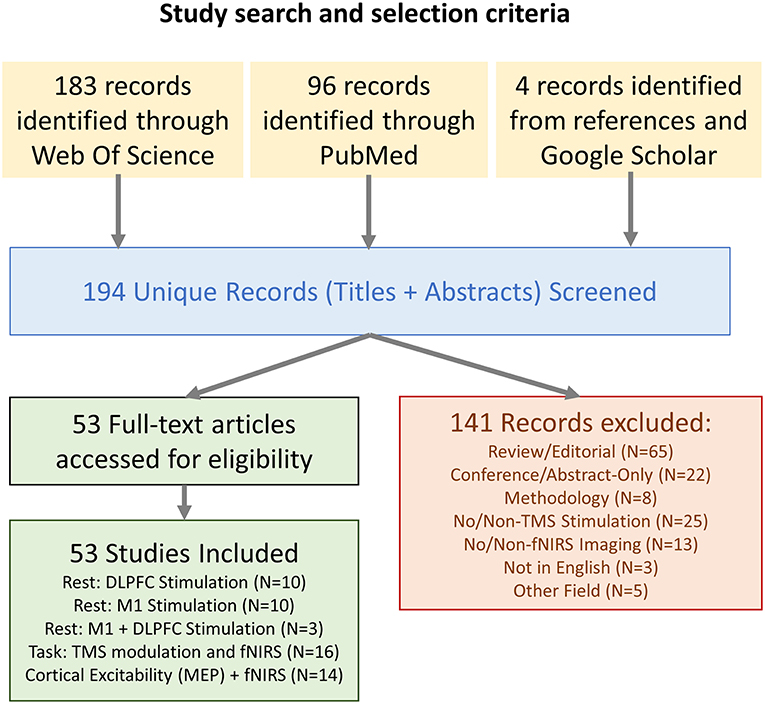 Study search and selection criteria
183 records
identified through
Web Of Science
96 records
identified through
PubMed
4 records identified
from references and
Google Scholar
194 Unique Records (Titles + Abstracts) Screened
53 Full-text articles
accessed for eligibility
141 Records excluded:
Review/Editorial (N=65)
Conference/Abstract-Only (N=22)
Methodology (N=8)
No/Non-TMS Stimulation (N=25)
No/Non-fNIRS Imaging (N=13)
Not in English (N=3)
Other Field (N=5)
53 Studies Included
Rest: DLPFC Stimulation (N=10)
Rest: M1 Stimulation (N=10)
Rest: M1 + DLPFC Stimulation (N=3)
Task: TMS modulation and fNIRS (N=16)
Cortical Excitability (MEP) + fNIRS (N=14)